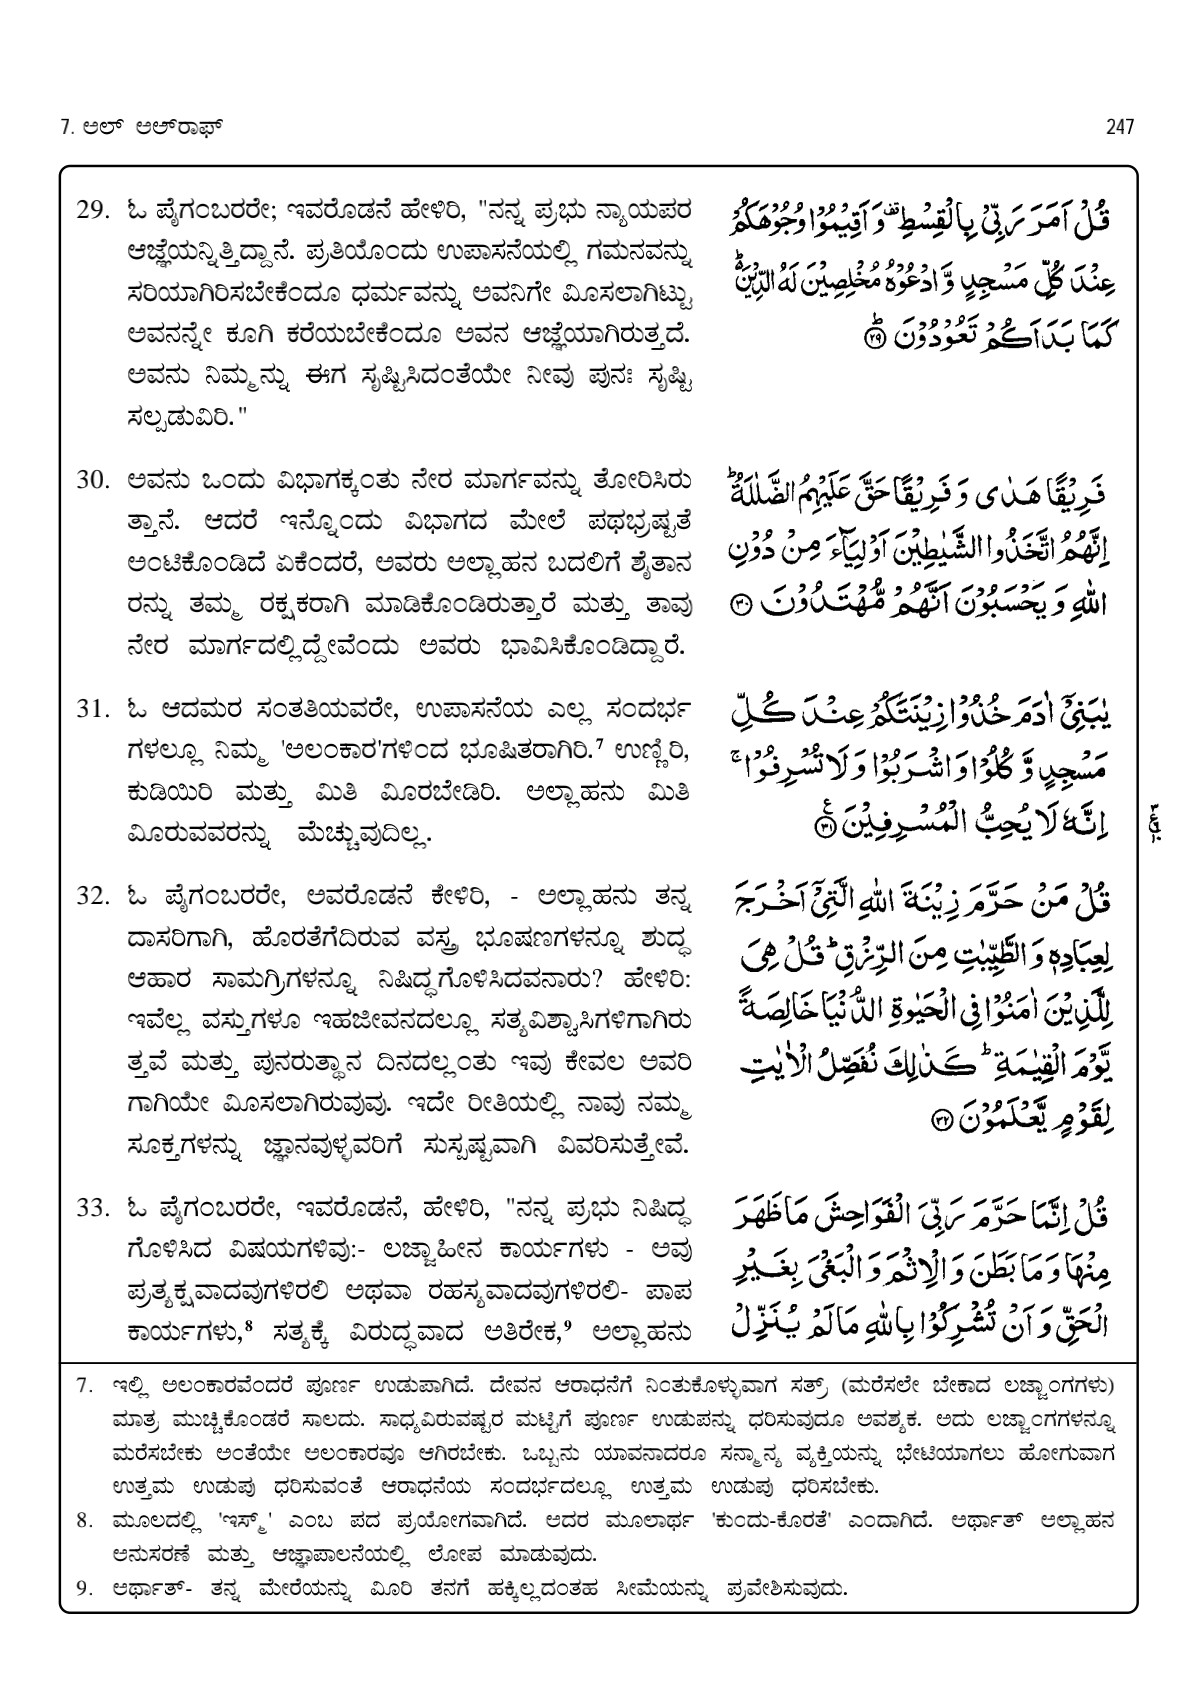 7. ಅಲ್ ಆಅ್‌ರಾಫ್
247
29. ಓ ಪೈಗಂಬರರೇ; ಇವರೊಡನೆ ಹೇಳಿರಿ, "ನನ್ನ ಪ್ರಭು ನ್ಯಾಯಪರ
ಆಜ್ಞೆಯನ್ನಿತ್ತಿದ್ದಾನೆ. ಪ್ರತಿಯೊಂದು ಉಪಾಸನೆಯಲ್ಲಿ ಗಮನವನ್ನು
ಸರಿಯಾಗಿರಿಸಬೇಕೆಂದೂ ಧರ್ಮವನ್ನು ಅವನಿಗೇ ಮೀಸಲಾಗಿಟ್ಟು
ಅವನನ್ನೇ ಕೂಗಿ ಕರೆಯಬೇಕೆಂದೂ ಅವನ ಆಜ್ಞೆಯಾಗಿರುತ್ತದೆ.
ಅವನು ನಿಮ್ಮನ್ನು ಈಗ ಸೃಷ್ಟಿಸಿದಂತೆಯೇ ನೀವು ಪುನಃ ಸೃಷ್ಟಿ
ಸಲ್ಪಡುವಿರಿ."
قُلْ اَمَرَ رَبِّیْ بِالْقِسْطِ ۫ وَ اَقِیْمُوْا وُجُوْهَكُمْ
عِنْدَ كُلِّ مَسْجِدٍ وَّ ادْعُوْهُ مُخْلِصِیْنَ لَهُ الدِّیْنَ ؕ۬
كَمَا بَدَاَكُمْ تَعُوْدُوْنَ ؕ۝۲۹
30. ಅವನು ಒಂದು ವಿಭಾಗಕ್ಕಂತು ನೇರ ಮಾರ್ಗವನ್ನು ತೋರಿಸಿರು
ತ್ತಾನೆ. ಆದರೆ ಇನ್ನೊಂದು ವಿಭಾಗದ ಮೇಲೆ ಪಥಭ್ರಷ್ಟತೆ
ಅಂಟಿಕೊಂಡಿದೆ ಏಕೆಂದರೆ, ಅವರು ಅಲ್ಲಾಹನ ಬದಲಿಗೆ ಶೈತಾನ
ರನ್ನು ತಮ್ಮ ರಕ್ಷಕರಾಗಿ ಮಾಡಿಕೊಂಡಿರುತ್ತಾರೆ ಮತ್ತು ತಾವು
ನೇರ ಮಾರ್ಗದಲ್ಲಿದ್ದೇವೆಂದು ಅವರು ಭಾವಿಸಿಕೊಂಡಿದ್ದಾರೆ.
فَرِیْقًا هَدٰی وَ فَرِیْقًا حَقَّ عَلَیْهِمُ الضَّلٰلَةُ ؕ
اِنَّهُمُ اتَّخَذُوا الشَّیٰطِیْنَ اَوْلِیَآءَ مِنْ دُوْنِ
اللّٰهِ وَ یَحْسَبُوْنَ اَنَّهُمْ مُّهْتَدُوْنَ ۝۳۰
31. ಓ ಆದಮರ ಸಂತತಿಯವರೇ, ಉಪಾಸನೆಯ ಎಲ್ಲ ಸಂದರ್ಭ
ಗಳಲ್ಲೂ ನಿಮ್ಮ 'ಅಲಂಕಾರ'ಗಳಿಂದ ಭೂಷಿತರಾಗಿರಿ.⁷ ಉಣ್ಣಿರಿ,
ಕುಡಿಯಿರಿ ಮತ್ತು ಮಿತಿ ಮೀರಬೇಡಿರಿ. ಅಲ್ಲಾಹನು ಮಿತಿ
ಮೀರುವವರನ್ನು ಮೆಚ್ಚುವುದಿಲ್ಲ.
یٰبَنِیْۤ اٰدَمَ خُذُوْا زِیْنَتَكُمْ عِنْدَ كُلِّ
مَسْجِدٍ وَّ كُلُوْا وَ اشْرَبُوْا وَ لَا تُسْرِفُوْا ۚ
اِنَّهٗ لَا یُحِبُّ الْمُسْرِفِیْنَ ۝۳۱
32. ಓ ಪೈಗಂಬರರೇ, ಅವರೊಡನೆ ಕೇಳಿರಿ, - ಅಲ್ಲಾಹನು ತನ್ನ
ದಾಸರಿಗಾಗಿ, ಹೊರತೆಗೆದಿರುವ ವಸ್ತ್ರ ಭೂಷಣಗಳನ್ನೂ ಶುದ್ಧ
ಆಹಾರ ಸಾಮಗ್ರಿಗಳನ್ನೂ ನಿಷಿದ್ಧಗೊಳಿಸಿದವನಾರು? ಹೇಳಿರಿ:
ಇವೆಲ್ಲ ವಸ್ತುಗಳೂ ಇಹಜೀವನದಲ್ಲೂ ಸತ್ಯವಿಶ್ವಾಸಿಗಳಿಗಾಗಿರು
ತ್ತವೆ ಮತ್ತು ಪುನರುತ್ಥಾನ ದಿನದಲ್ಲಂತು ಇವು ಕೇವಲ ಅವರಿ
ಗಾಗಿಯೇ ಮೀಸಲಾಗಿರುವುವು. ಇದೇ ರೀತಿಯಲ್ಲಿ ನಾವು ನಮ್ಮ
ಸೂಕ್ತಗಳನ್ನು ಜ್ಞಾನವುಳ್ಳವರಿಗೆ ಸುಸ್ಪಷ್ಟವಾಗಿ ವಿವರಿಸುತ್ತೇವೆ.
قُلْ مَنْ حَرَّمَ زِیْنَةَ اللّٰهِ الَّتِیْۤ اَخْرَجَ
لِعِبَادِهٖ وَ الطَّیِّبٰتِ مِنَ الرِّزْقِ ؕ قُلْ هِیَ
لِلَّذِیْنَ اٰمَنُوْا فِی الْحَیٰوةِ الدُّنْیَا خَالِصَةً
یَّوْمَ الْقِیٰمَةِ ؕ كَذٰلِكَ نُفَصِّلُ الْاٰیٰتِ
لِقَوْمٍ یَّعْلَمُوْنَ ۝۳۲
33. ಓ ಪೈಗಂಬರರೇ, ಇವರೊಡನೆ, ಹೇಳಿರಿ, "ನನ್ನ ಪ್ರಭು ನಿಷಿದ್ಧ
ಗೊಳಿಸಿದ ವಿಷಯಗಳಿವು:- ಲಜ್ಜಾಹೀನ ಕಾರ್ಯಗಳು - ಅವು
ಪ್ರತ್ಯಕ್ಷವಾದವುಗಳಿರಲಿ ಅಥವಾ ರಹಸ್ಯವಾದವುಗಳಿರಲಿ- ಪಾಪ
ಕಾರ್ಯಗಳು,⁸ ಸತ್ಯಕ್ಕೆ ವಿರುದ್ಧವಾದ ಅತಿರೇಕ,⁹ ಅಲ್ಲಾಹನು
قُلْ اِنَّمَا حَرَّمَ رَبِّیَ الْفَوَاحِشَ مَا ظَهَرَ
مِنْهَا وَ مَا بَطَنَ وَ الْاِثْمَ وَ الْبَغْیَ بِغَیْرِ
الْحَقِّ وَ اَنْ تُشْرِكُوْا بِاللّٰهِ مَا لَمْ یُنَزِّلْ
7. ಇಲ್ಲಿ ಅಲಂಕಾರವೆಂದರೆ ಪೂರ್ಣ ಉಡುಪಾಗಿದೆ. ದೇವನ ಆರಾಧನೆಗೆ ನಿಂತುಕೊಳ್ಳುವಾಗ ಸತ್ರ್ (ಮರೆಸಲೇ ಬೇಕಾದ ಲಜ್ಜಾಂಗಗಳು)
ಮಾತ್ರ ಮುಚ್ಚಿಕೊಂಡರೆ ಸಾಲದು. ಸಾಧ್ಯವಿರುವಷ್ಟರ ಮಟ್ಟಿಗೆ ಪೂರ್ಣ ಉಡುಪನ್ನು ಧರಿಸುವುದೂ ಅವಶ್ಯಕ. ಅದು ಲಜ್ಜಾಂಗಗಳನ್ನೂ
ಮರೆಸಬೇಕು ಅಂತೆಯೇ ಅಲಂಕಾರವೂ ಆಗಿರಬೇಕು. ಒಬ್ಬನು ಯಾವನಾದರೂ ಸನ್ಮಾನ್ಯ ವ್ಯಕ್ತಿಯನ್ನು ಭೇಟಿಯಾಗಲು ಹೋಗುವಾಗ
ಉತ್ತಮ ಉಡುಪು ಧರಿಸುವಂತೆ ಆರಾಧನೆಯ ಸಂದರ್ಭದಲ್ಲೂ ಉತ್ತಮ ಉಡುಪು ಧರಿಸಬೇಕು.
8. ಮೂಲದಲ್ಲಿ 'ಇಸ್ಮ್' ಎಂಬ ಪದ ಪ್ರಯೋಗವಾಗಿದೆ. ಅದರ ಮೂಲಾರ್ಥ 'ಕುಂದು-ಕೊರತೆ' ಎಂದಾಗಿದೆ. ಅರ್ಥಾತ್ ಅಲ್ಲಾಹನ
ಅನುಸರಣೆ ಮತ್ತು ಆಜ್ಞಾಪಾಲನೆಯಲ್ಲಿ ಲೋಪ ಮಾಡುವುದು.
9. ಅರ್ಥಾತ್- ತನ್ನ ಮೇರೆಯನ್ನು ಮೀರಿ ತನಗೆ ಹಕ್ಕಿಲ್ಲದಂತಹ ಸೀಮೆಯನ್ನು ಪ್ರವೇಶಿಸುವುದು.